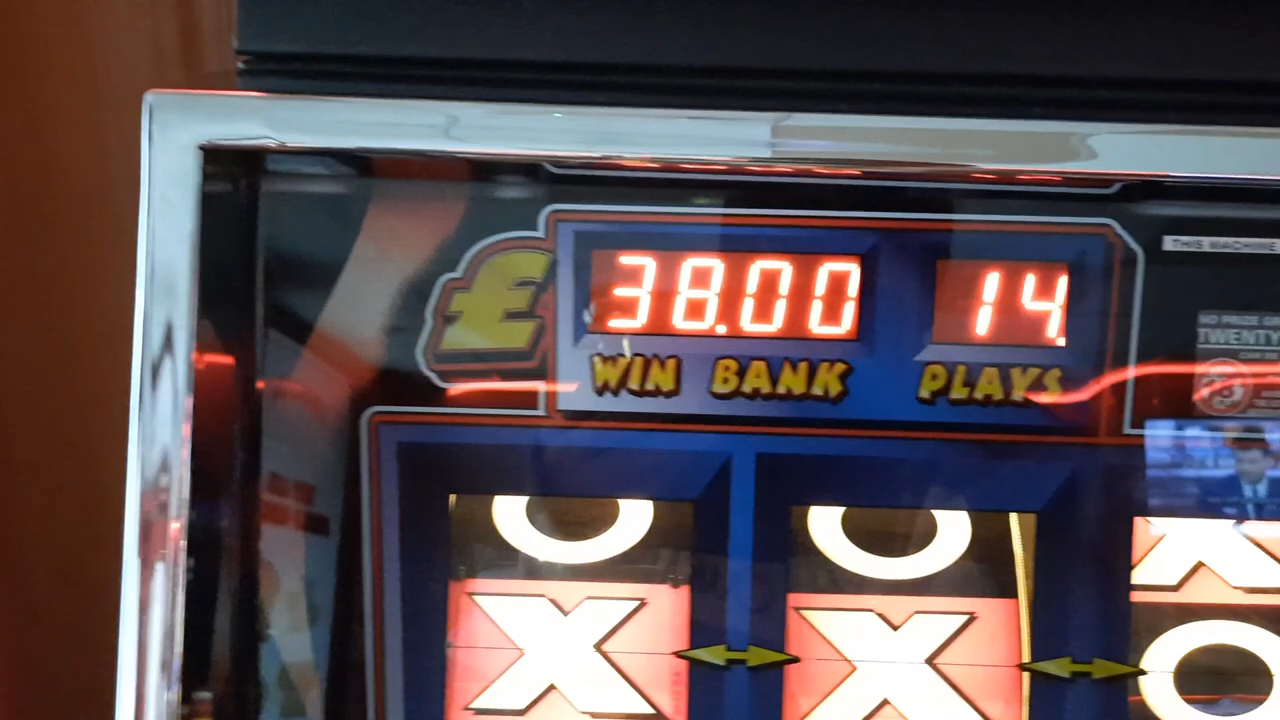 THIS MACHINE
£ 38.00 14.
WIN BANK PLAYS
TWENTY
O O X
X X O